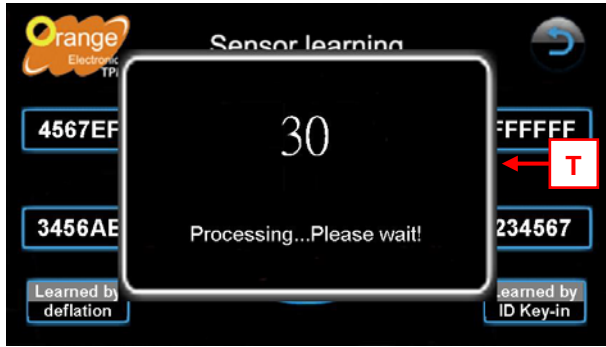 Orange
Electronic
TP
Sensor learning
4567EF
FFFFFF
30
T
3456AE
234567
Processing...Please wait!
Learned by
deflation
Learned by
ID Key-in